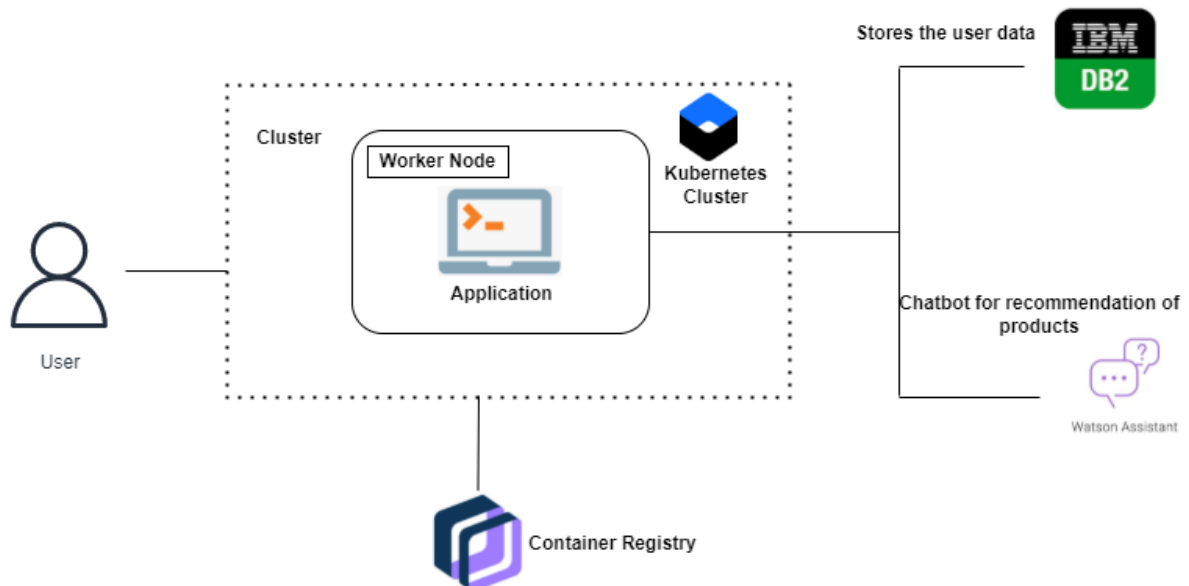 Stores the user data
IBM
DB2
Cluster
Worker Node
Kubernetes
Cluster
Application
User
Chatbot for recommendation of
products
?
Watson Assistant
Container Registry